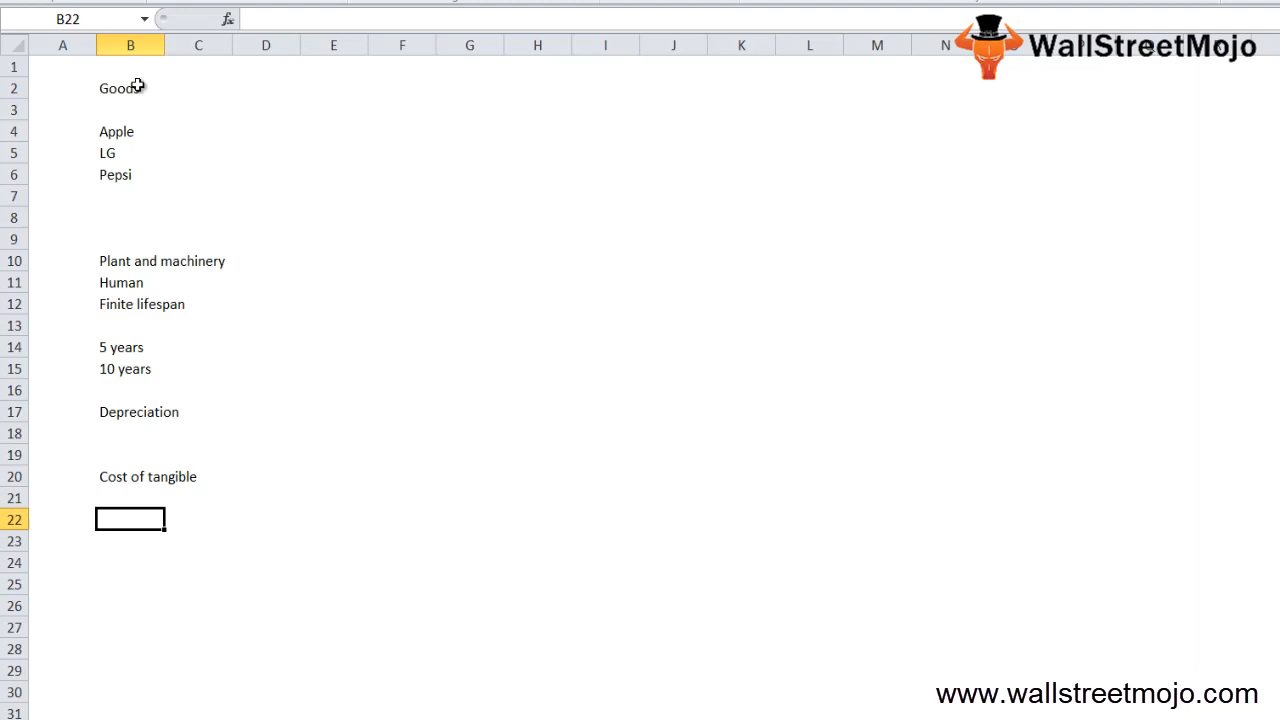 B22
fx
A B C D E F G H I J K L M N
WallStreetMojo
1
2 Goods
3
4 Apple
5 LG
6 Pepsi
7
8
9
10 Plant and machinery
11 Human
12 Finite lifespan
13
14 5 years
15 10 years
16
17 Depreciation
18
19
20 Cost of tangible
21
22
23
24
25
26
27
28
29
30
31
www.wallstreetmojo.com